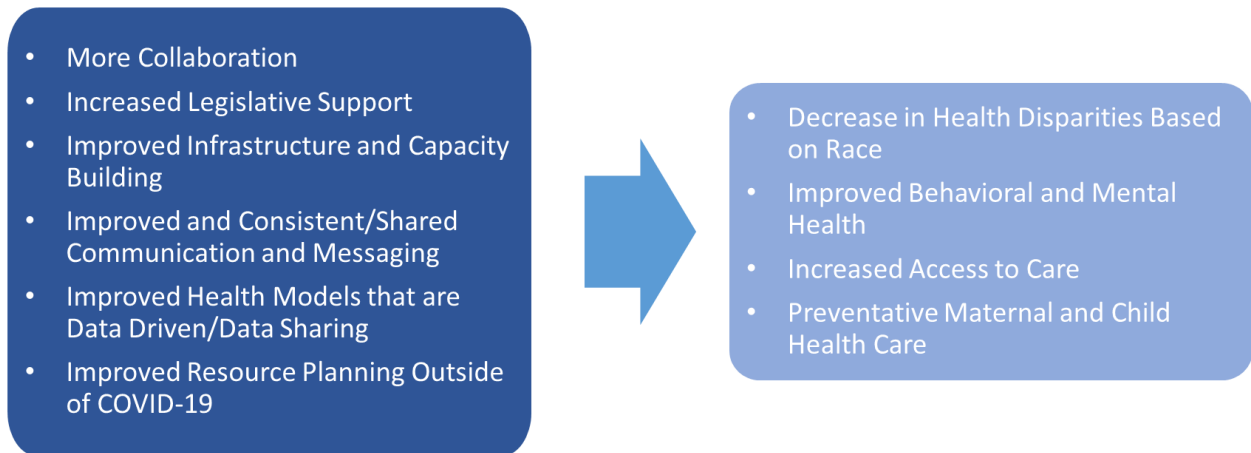 • More Collaboration
• Increased Legislative Support
• Improved Infrastructure and Capacity
Building
• Improved and Consistent/Shared
Communication and Messaging
• Improved Health Models that are
Data Driven/Data Sharing
• Improved Resource Planning Outside
of COVID-19
• Decrease in Health Disparities Based
on Race
• Improved Behavioral and Mental
Health
• Increased Access to Care
• Preventative Maternal and Child
Health Care